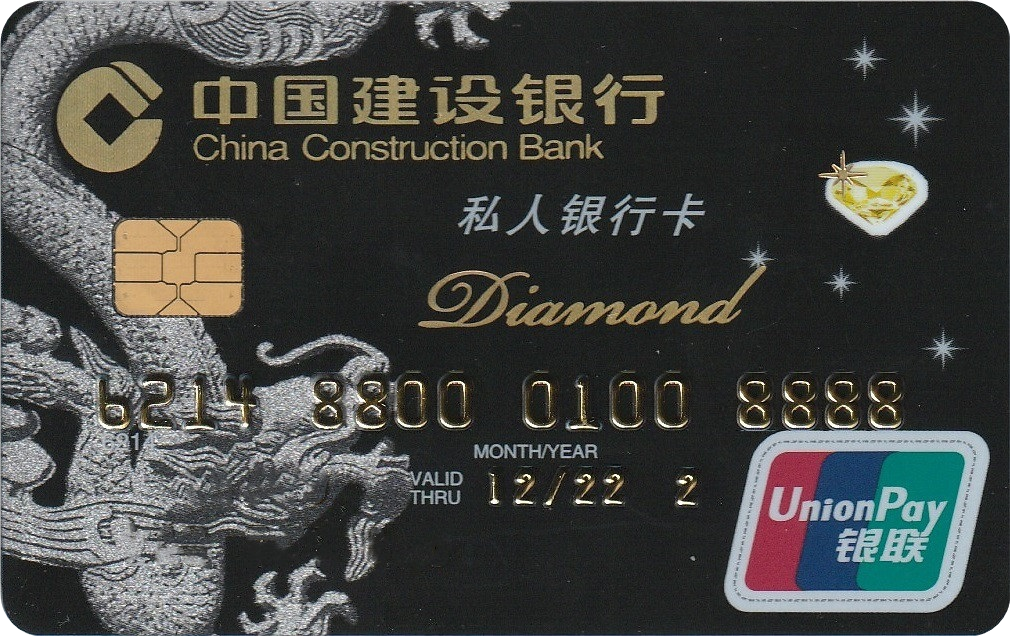 中国建设银行
China Construction Bank
私人银行卡
Diamond
6214 8800 0100 8888
6214
MONTH/YEAR
VALID
THRU
12/22 2
UnionPay
银联